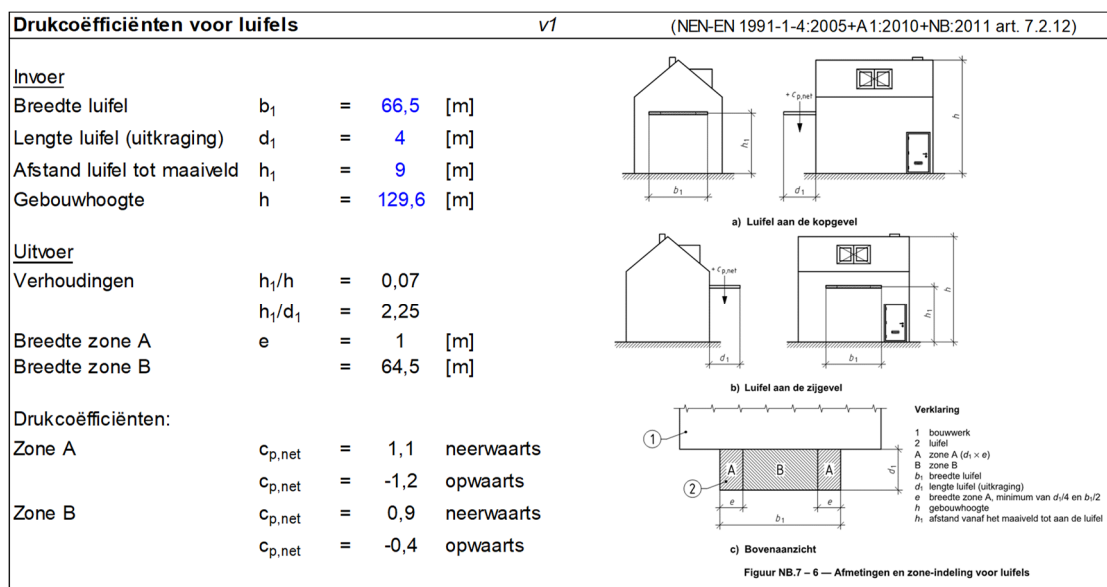 Drukcoëfficiënten voor luifels v1 (NEN-EN 1991-1-4:2005+A1:2010+NB:2011 art. 7.2.12)
Invoer
Breedte luifel b₁ = 66,5 [m]
Lengte luifel (uitkraging) d₁ = 4 [m]
Afstand luifel tot maaiveld h₁ = 9 [m]
Gebouwhoogte h = 129,6 [m]
Uitvoer
Verhoudingen h₁/h = 0,07
h₁/d₁ = 2,25
Breedte zone A e = 1 [m]
Breedte zone B = 64,5 [m]
Drukcoëfficiënten:
Zone A cp,net = 1,1 neerwaarts
cp,net = -1,2 opwaarts
Zone B cp,net = 0,9 neerwaarts
cp,net = -0,4 opwaarts
+ cp,net
h₁
h
b₁
d₁
a) Luifel aan de kopgevel
+ cp,net
h₁
h
d₁
b₁
b) Luifel aan de zijgevel
1
A B A
d₁
2
e e
b₁
c) Bovenaanzicht
Verklaring
1 bouwwerk
2 luifel
A zone A (d₁ × e)
B zone B
b₁ breedte luifel
d₁ lengte luifel (uitkraging)
e breedte zone A, minimum van d₁/4 en b₁/2
h gebouwhoogte
h₁ afstand vanaf het maaiveld tot aan de luifel
Figuur NB.7 – 6 — Afmetingen en zone-indeling voor luifels